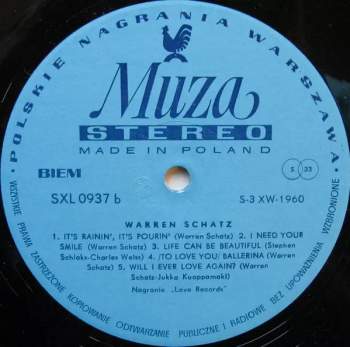 POLSKIE NAGRANIA WARSZAWA
Muza
STEREO
MADE IN POLAND
BIEM
S 33
SXL 0937 b
S-3 XW-1960
WARREN SCHATZ
1. IT'S RAININ', IT'S POURIN' (Warren Schatz) 2. I NEED YOUR
SMILE (Warren Schatz) 3. LIFE CAN BE BEAUTIFUL (Stephen
Schlaks-Charles Weiss) 4. /TO LOVE YOU/ BALLERINA (Warren
Schatz) 5. WILL I EVER LOVE AGAIN? (Warren
Schatz-Jukka Kuoppamaki)
Nagranie „Love Records"
WSZYSTKIE PRAWA ZASTRZEŻONE KOPIOWANIE ODTWARZANIE PUBLICZNE I RADIOWE BEZ UPOWAŻNIENIA WZBRONIONE